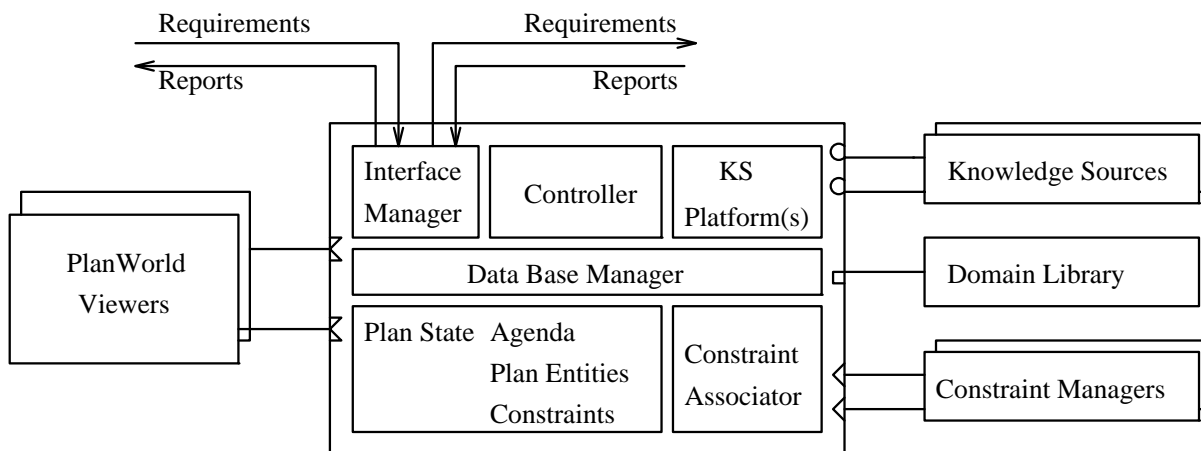 Requirements
Requirements
Reports
Reports
Interface
Manager
Controller
KS
Platform(s)
Knowledge Sources
PlanWorld
Viewers
Data Base Manager
Domain Library
Plan State
Agenda
Plan Entities
Constraints
Constraint
Associator
Constraint Managers